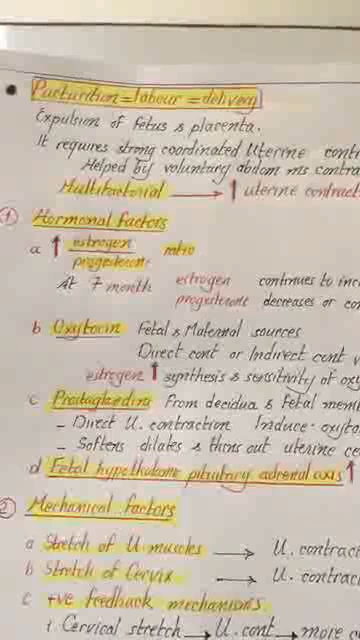 Parturition = labour = delivery
Expulsion of fetus & placenta.
It requires strong coordinated Uterine contr
Helped by voluntary abdom ms contra
Multifactorial → ↑ uterine contract
1 Hormonal factors
a ↑ estrogen ratio
progesterone
At 7 month estrogen continues to inc
progesterone decreases or co
b Oxytocin Fetal & Maternal sources
Direct cont or Indirect cont v
estrogen ↑ synthesis & sensitivity of oxy
c Prostaglandins From decidua & fetal mem
- Direct U. contraction Induce oxyto
- Softens dilates & thins out uterine ce
d Fetal hypothalamo pituitary adrenal axis ↑
2 Mechanical factors
a Stretch of U muscles → U. contrac
b Stretch of Cervix → U. contrac
c +ve feedback mechanisms
1. Cervical stretch → U. cont → more